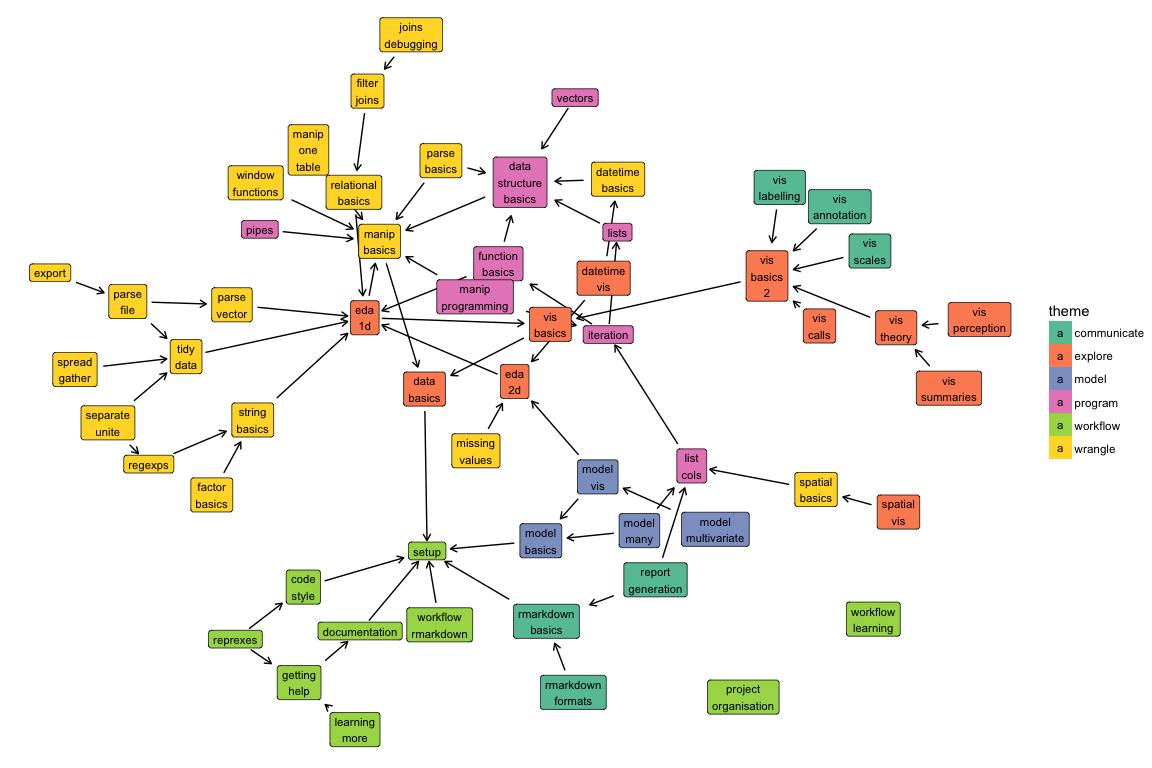 joins
debugging
filter
joins
vectors
manip
one
table
parse
basics
data
structure
basics
datetime
basics
window
functions
relational
basics
vis
labelling
vis
annotation
pipes
manip
basics
lists
vis
scales
function
basics
datetime
vis
vis
basics
2
export
parse
file
parse
vector
manip
programming
eda
1d
vis
basics
iteration
vis
calls
vis
theory
vis
perception
theme
a communicate
a explore
a model
a program
a workflow
a wrangle
tidy
data
spread
gather
data
basics
eda
2d
vis
summaries
separate
unite
string
basics
regexps
missing
values
factor
basics
model
vis
list
cols
spatial
basics
spatial
vis
model
basics
model
many
model
multivariate
setup
code
style
report
generation
reprexes
documentation
workflow
rmarkdown
rmarkdown
basics
workflow
learning
getting
help
rmarkdown
formats
project
organisation
learning
more